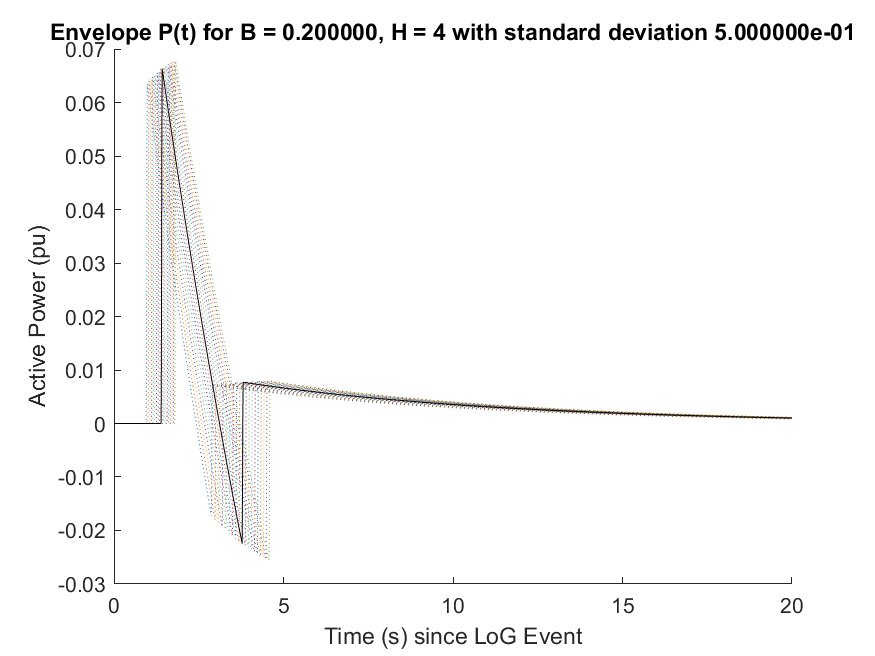 Envelope P(t) for B = 0.200000, H = 4 with standard deviation 5.000000e-01
0.07
0.06
0.05
0.04
0.03
0.02
0.01
0
-0.01
-0.02
-0.03
Active Power (pu)
0 5 10 15 20
Time (s) since LoG Event